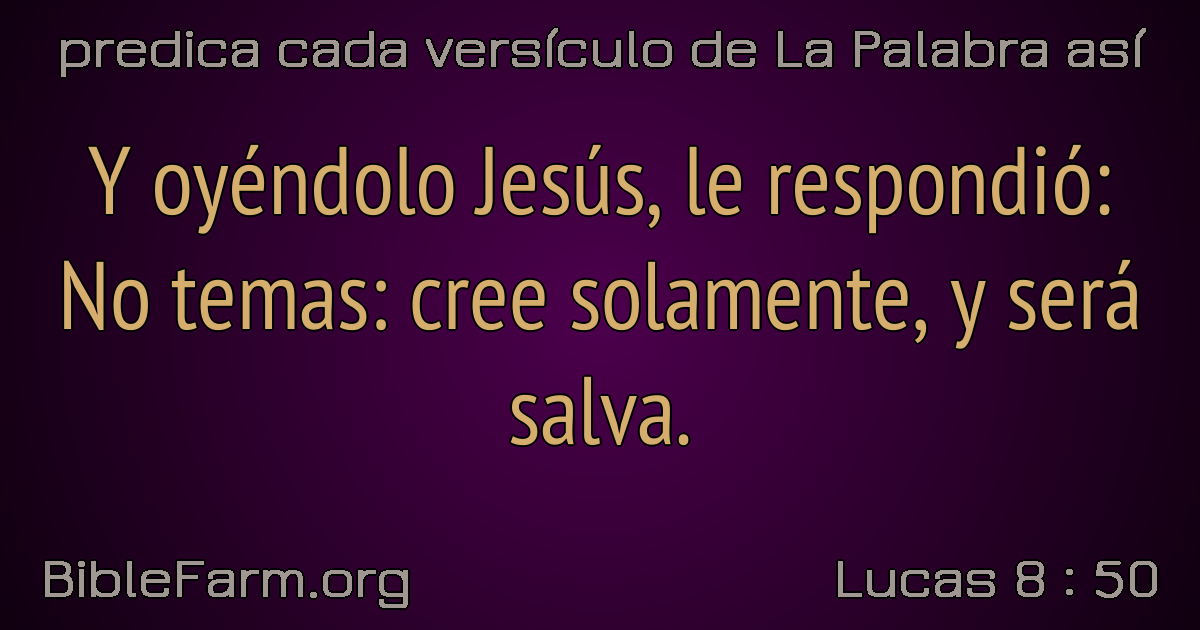 predica cada versículo de La Palabra así
Y oyéndolo Jesús, le respondió:
No temas: cree solamente, y será
salva.
BibleFarm.org
Lucas 8 : 50